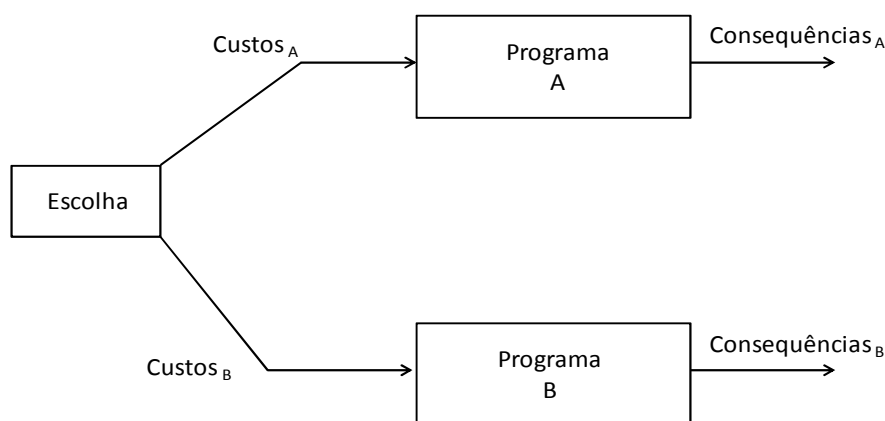 Custos A
Programa
A
Consequências A
Escolha
Custos B
Programa
B
Consequências B